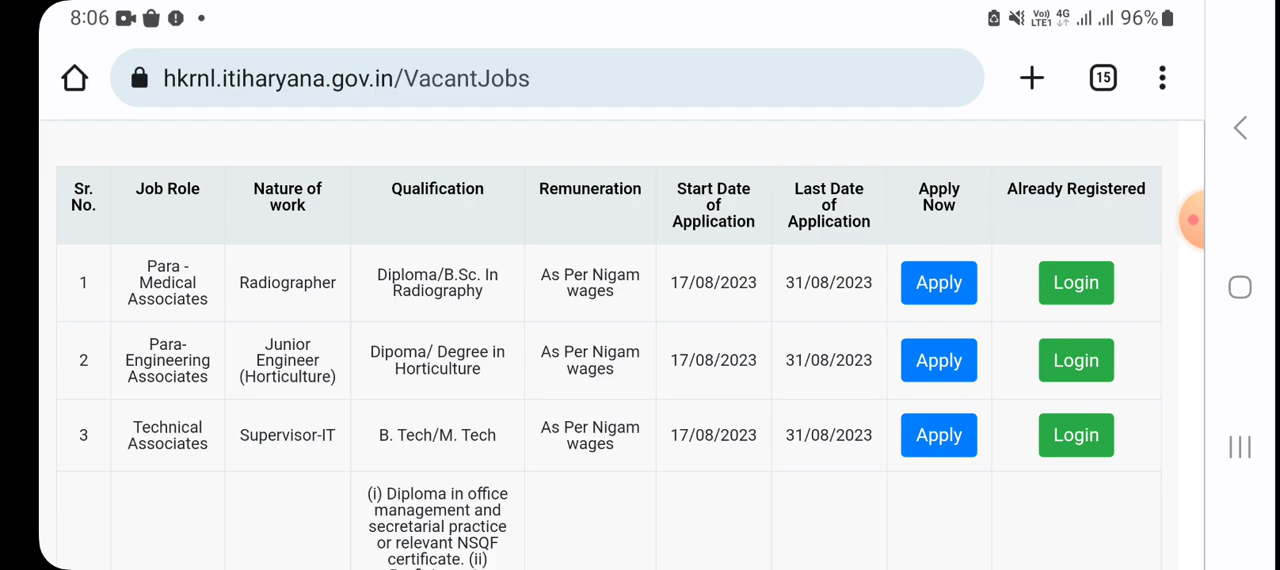 8:06
Vo)) 4G
LTE1
96%
hkrnl.itiharyana.gov.in/VacantJobs
15
Sr. No.
Job Role
Nature of work
Qualification
Remuneration
Start Date of Application
Last Date of Application
Apply Now
Already Registered
1
Para - Medical Associates
Radiographer
Diploma/B.Sc. In Radiography
As Per Nigam wages
17/08/2023
31/08/2023
Apply
Login
2
Para- Engineering Associates
Junior Engineer (Horticulture)
Dipoma/ Degree in Horticulture
As Per Nigam wages
17/08/2023
31/08/2023
Apply
Login
3
Technical Associates
Supervisor-IT
B. Tech/M. Tech
As Per Nigam wages
17/08/2023
31/08/2023
Apply
Login
(i) Diploma in office
management and
secretarial practice
or relevant NSQF
certificate. (ii)